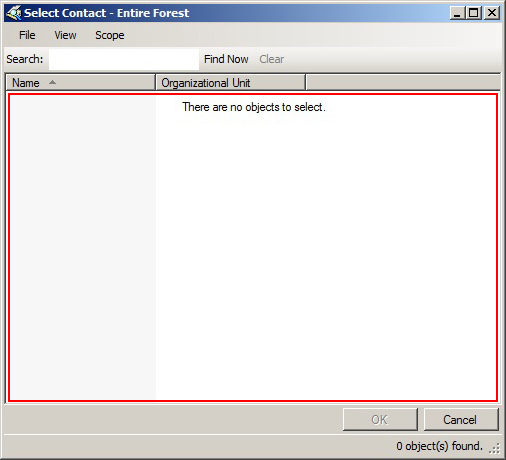 Select Contact - Entire Forest
File View Scope
Search: Find Now Clear
Name Organizational Unit
There are no objects to select.
OK Cancel
0 object(s) found.